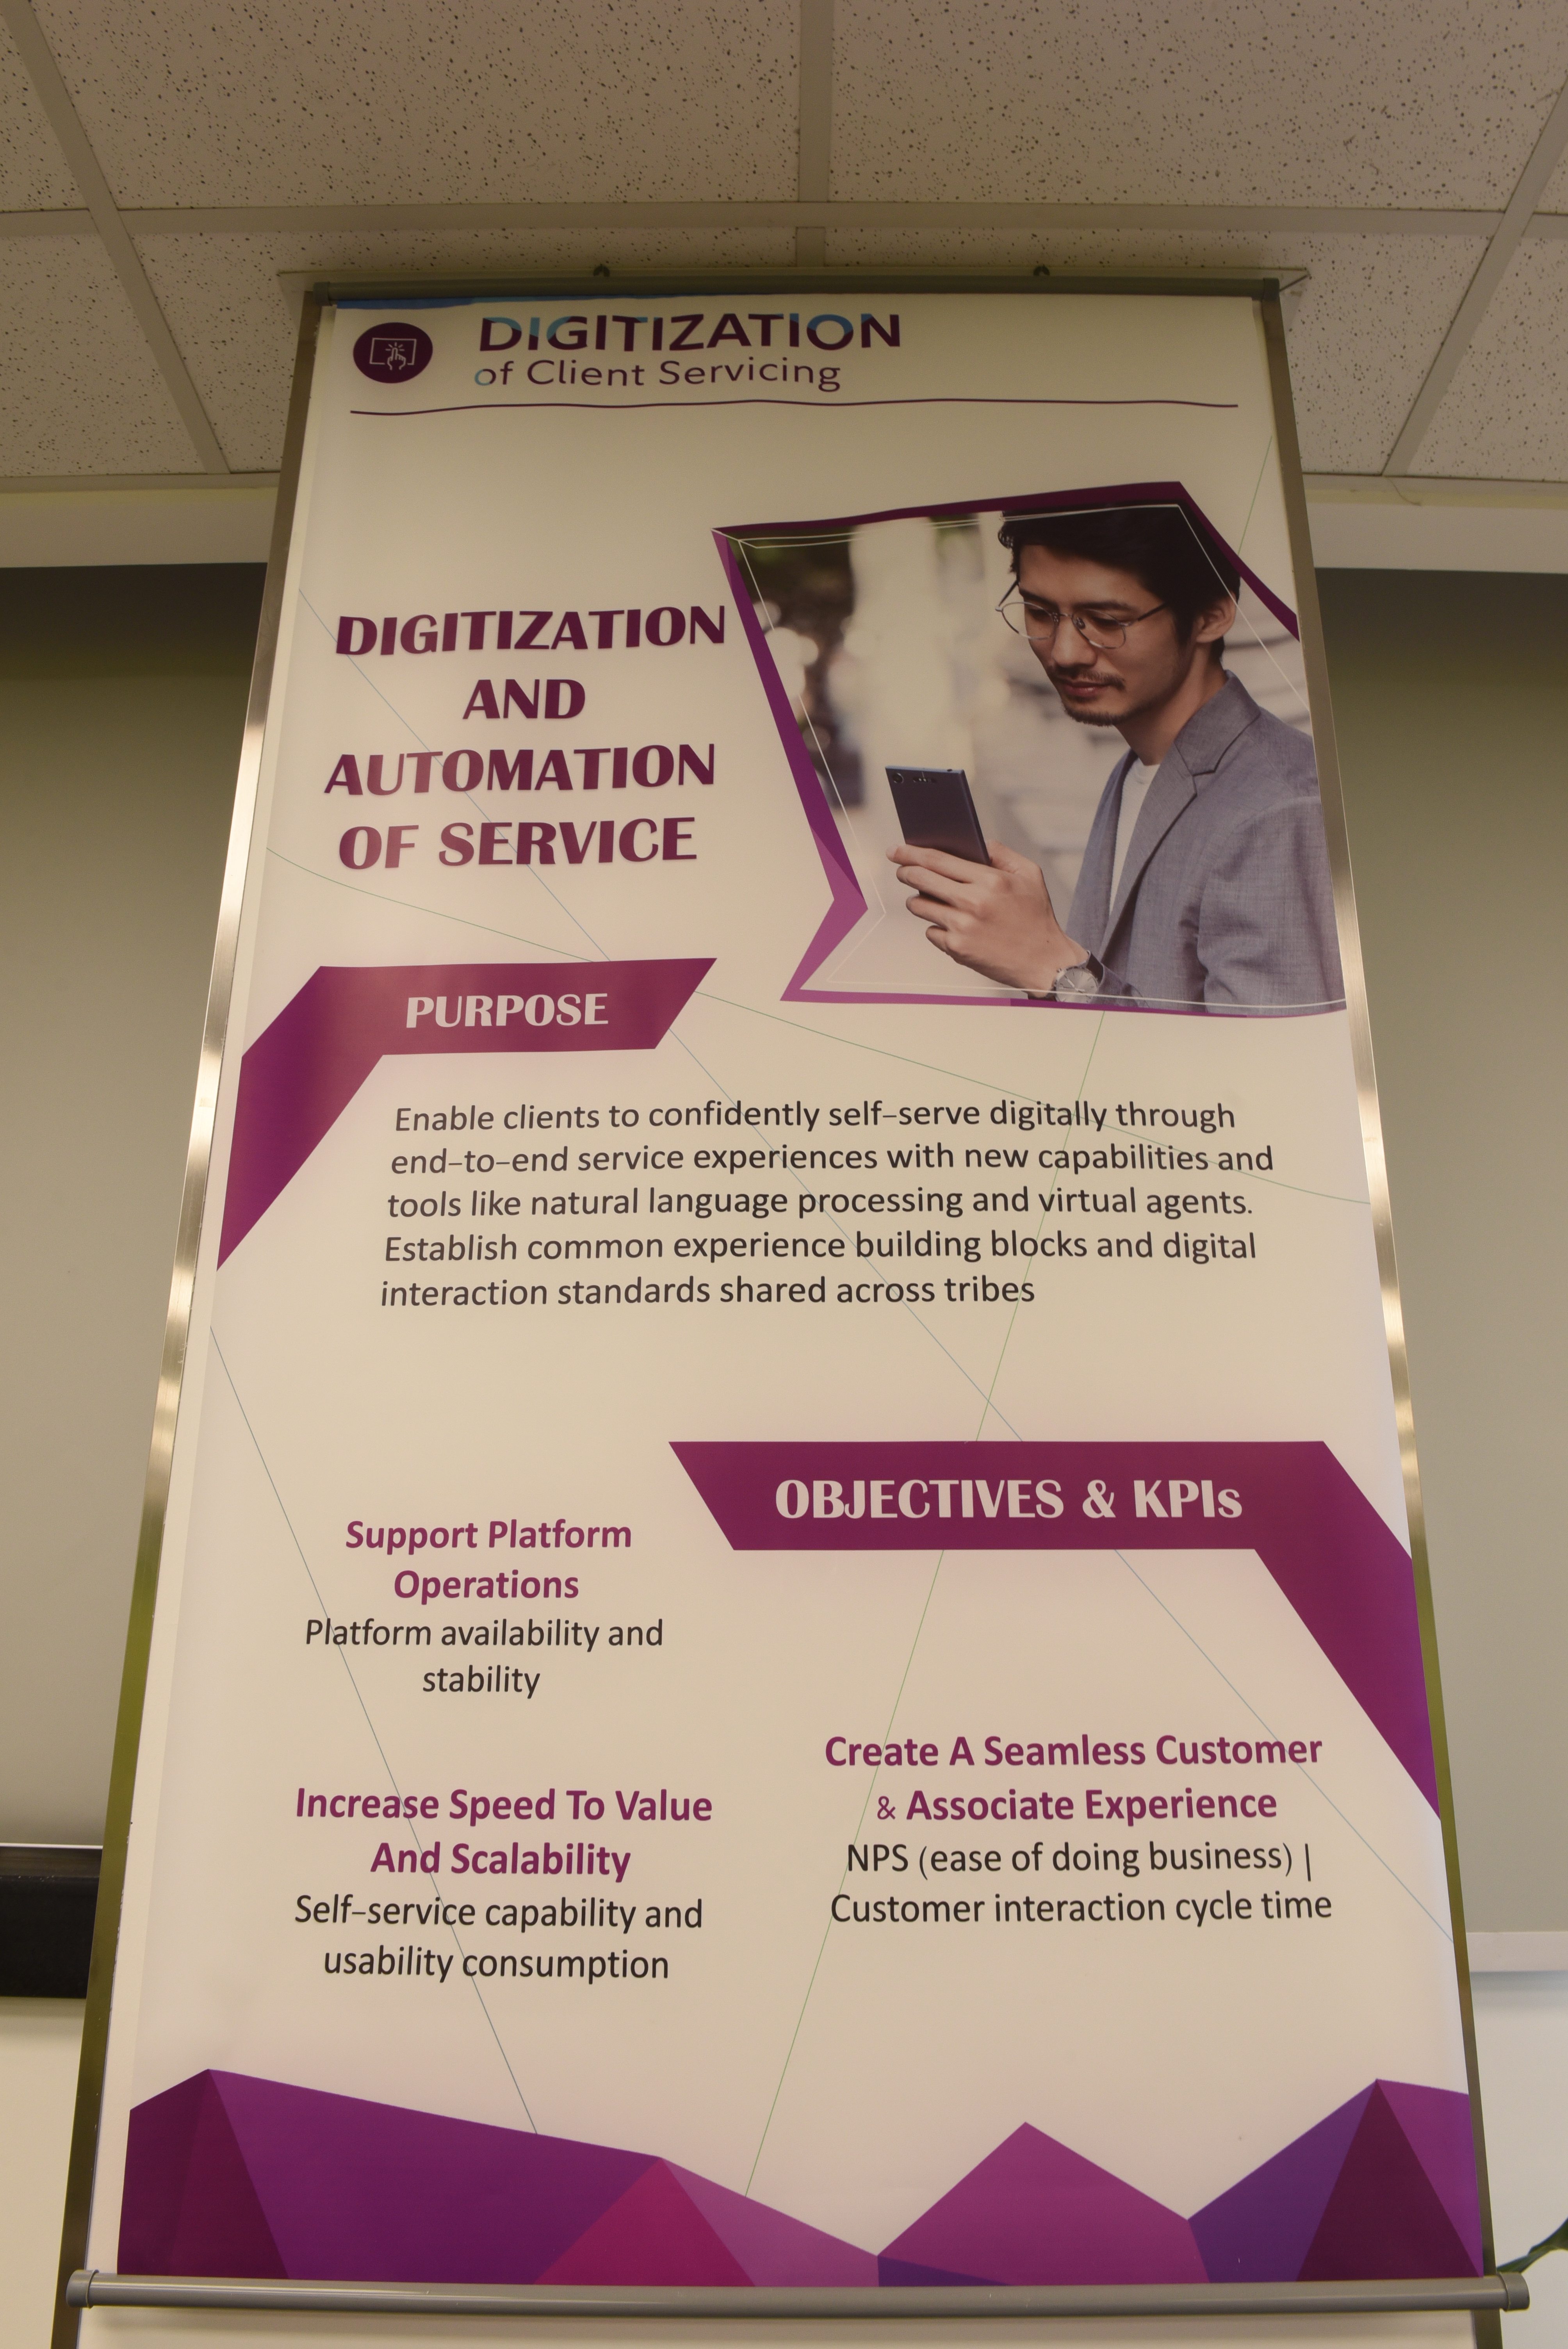 DIGITIZATION
of Client Servicing
DIGITIZATION
AND
AUTOMATION
OF SERVICE
PURPOSE
Enable clients to confidently self-serve digitally through
end-to-end service experiences with new capabilities and
tools like natural language processing and virtual agents.
Establish common experience building blocks and digital
interaction standards shared across tribes
OBJECTIVES & KPIs
Support Platform
Operations
Platform availability and
stability
Increase Speed To Value
And Scalability
Self-service capability and
usability consumption
Create A Seamless Customer
& Associate Experience
NPS (ease of doing business) |
Customer interaction cycle time